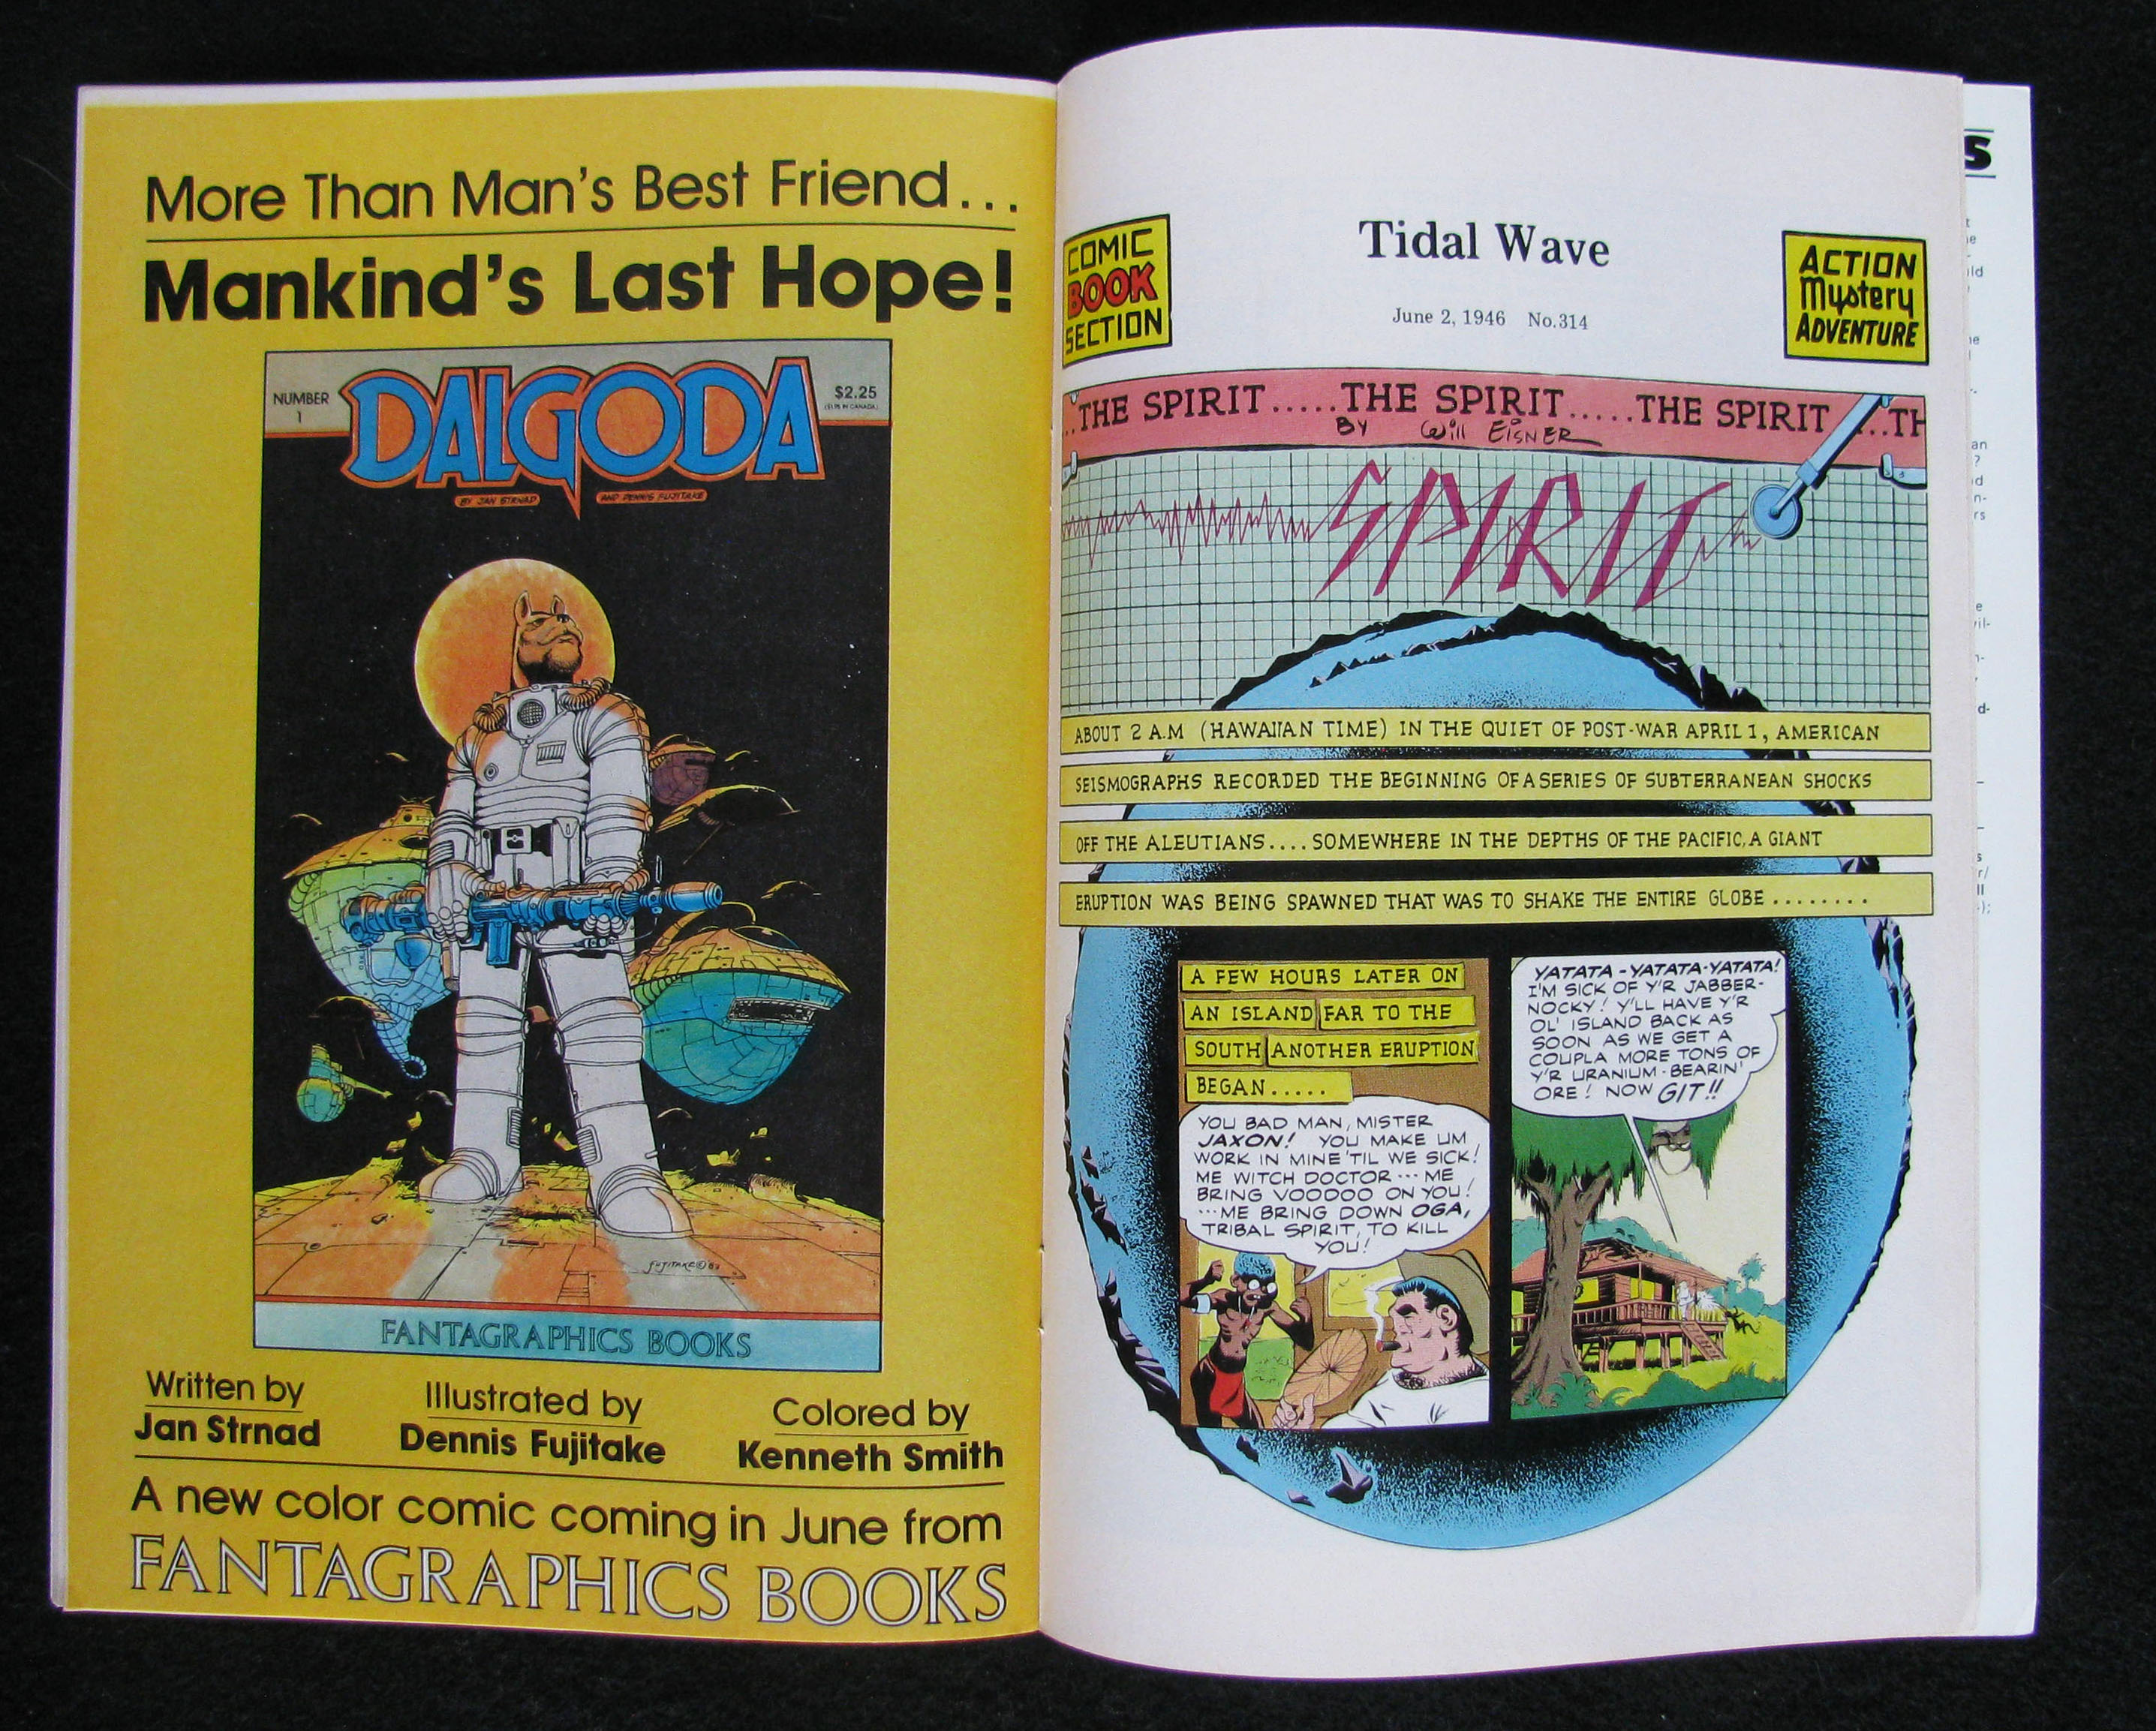 More Than Man's Best Friend...
Mankind's Last Hope!
NUMBER
1
DALGODA
$2.25
BY JAN STRNAD
AND DENNIS FUJITAKE
FUJITAKE©83
FANTAGRAPHICS BOOKS
Written by
Jan Strnad
Illustrated by
Dennis Fujitake
Colored by
Kenneth Smith
A new color comic coming in June from
FANTAGRAPHICS BOOKS
COMIC
BOOK
SECTION
Tidal Wave
June 2, 1946 No.314
ACTION
Mystery
ADVENTURE
...THE SPIRIT.....THE SPIRIT.....THE SPIRIT ...TH
BY Will EISNER
SPIRIT
ABOUT 2 A.M (HAWAIIAN TIME) IN THE QUIET OF POST-WAR APRIL 1, AMERICAN
SEISMOGRAPHS RECORDED THE BEGINNING OF A SERIES OF SUBTERRANEAN SHOCKS
OFF THE ALEUTIANS.... SOMEWHERE IN THE DEPTHS OF THE PACIFIC, A GIANT
ERUPTION WAS BEING SPAWNED THAT WAS TO SHAKE THE ENTIRE GLOBE ........
A FEW HOURS LATER ON
AN ISLAND FAR TO THE
SOUTH ANOTHER ERUPTION
BEGAN.....
YOU BAD MAN, MISTER
JAXON! YOU MAKE UM
WORK IN MINE 'TIL WE SICK!
ME WITCH DOCTOR --- ME
BRING VOODOO ON YOU!
---ME BRING DOWN OGA,
TRIBAL SPIRIT, TO KILL
YOU!
YATATA-YATATA-YATATA!
I'M SICK OF Y'R JABBER-
NOCKY! Y'LL HAVE Y'R
OL' ISLAND BACK AS
SOON AS WE GET A
COUPLA MORE TONS OF
Y'R URANIUM-BEARIN'
ORE! NOW GIT!!
S